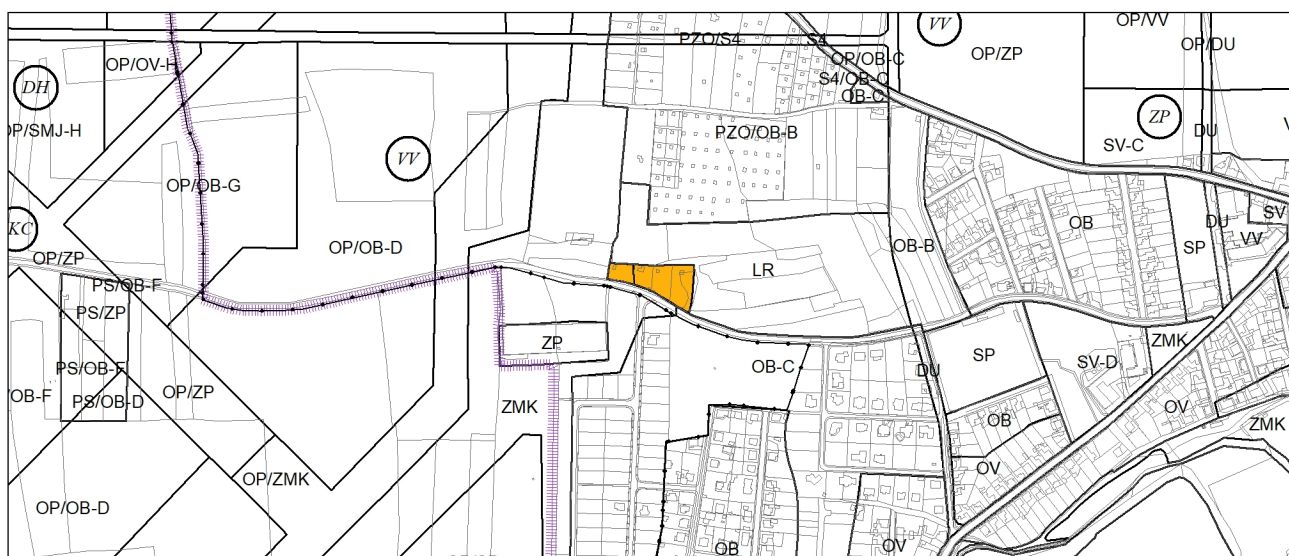 OP/VV
VV
PZO/S4
S4
OP/DU
OP/ZP
OP/OB-C
OP/OV-H
S4/OB-C
DH
OB-C
ZP
OP/SMJ-H
PZO/OB-B
DU
SV-C
VV
OP/OB-G
SV
OB
DU
KC
VV
OP/OB-D
OB-B
SP
OP/ZP
LR
PS/OB-F
PS/ZP
ZP
ZMK
SP
SV-D
PS/OB-F
OB-C
DU
OP/ZP
/OB-F
PS/OB-D
ZMK
OV
OB
ZMK
OV
OP/ZMK
OP/OB-D
OB
OV